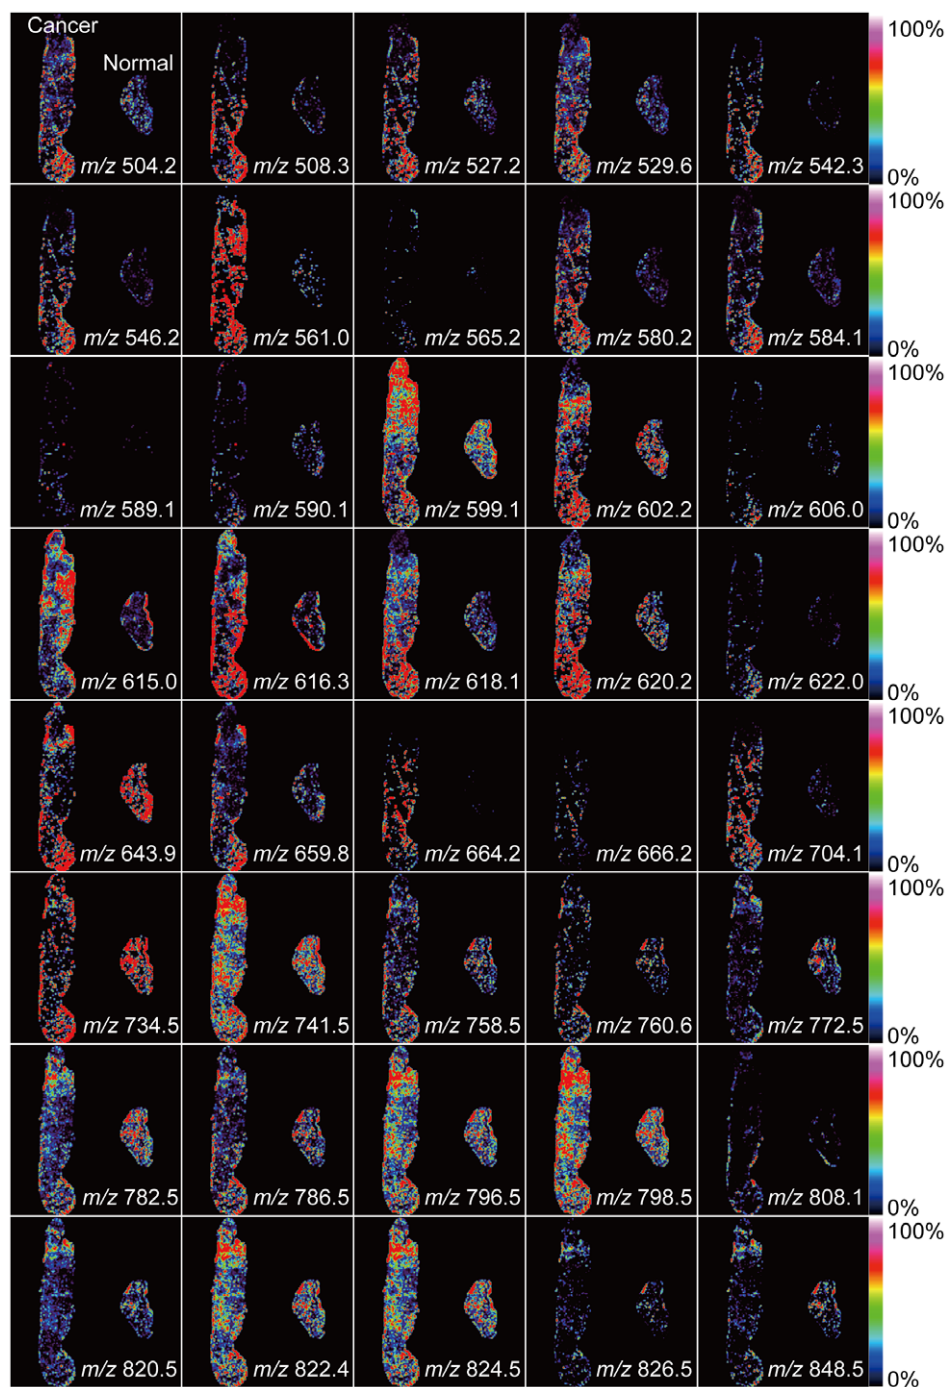 Cancer
Normal
100%
m/z 504.2
m/z 508.3
m/z 527.2
m/z 529.6
m/z 542.3
0%
100%
m/z 546.2
m/z 561.0
m/z 565.2
m/z 580.2
m/z 584.1
0%
100%
m/z 589.1
m/z 590.1
m/z 599.1
m/z 602.2
m/z 606.0
0%
100%
m/z 615.0
m/z 616.3
m/z 618.1
m/z 620.2
m/z 622.0
0%
100%
m/z 643.9
m/z 659.8
m/z 664.2
m/z 666.2
m/z 704.1
0%
100%
m/z 734.5
m/z 741.5
m/z 758.5
m/z 760.6
m/z 772.5
0%
100%
m/z 782.5
m/z 786.5
m/z 796.5
m/z 798.5
m/z 808.1
0%
100%
m/z 820.5
m/z 822.4
m/z 824.5
m/z 826.5
m/z 848.5
0%